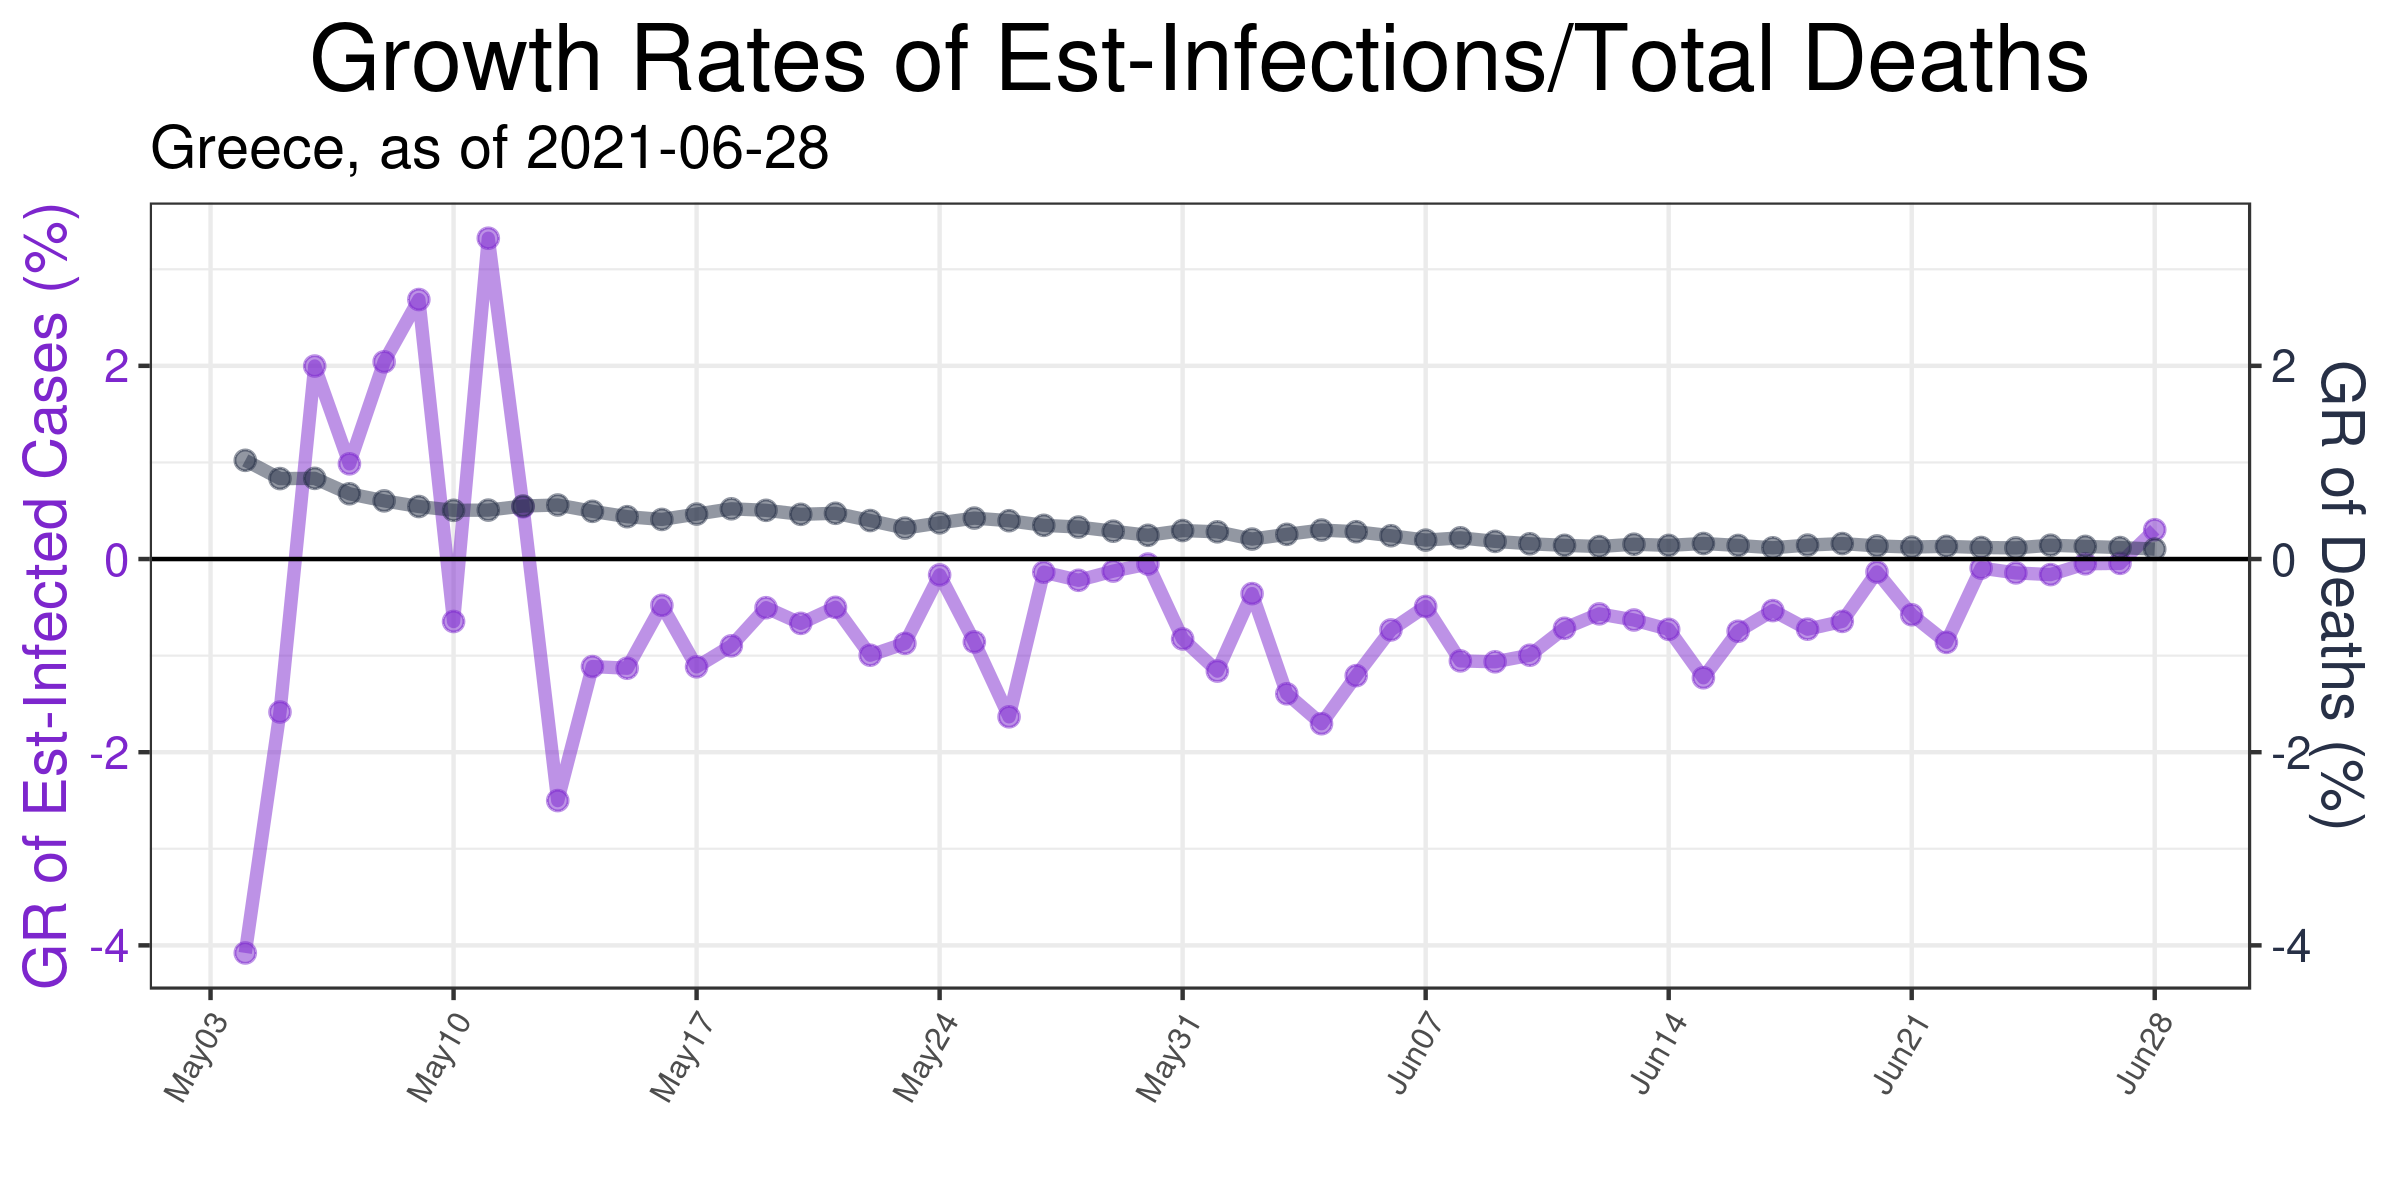 Growth Rates of Est-Infections/Total Deaths
Greece, as of 2021-06-28
GR of Est-Infected Cases (%)
2
0
-2
-4
2
0
-2
-4
GR of Deaths (%)
May03
May10
May17
May24
May31
Jun07
Jun14
Jun21
Jun28